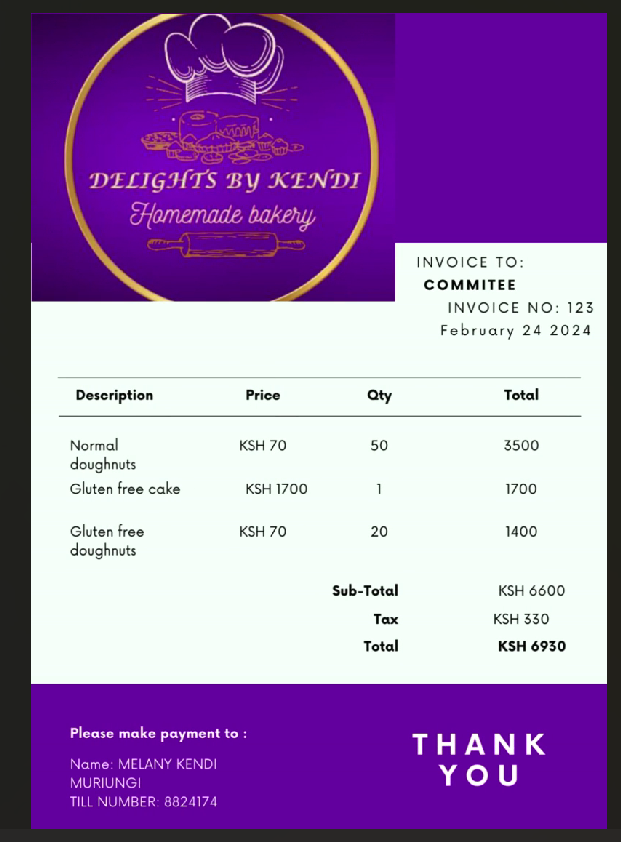 DELIGHTS BY KENDI
Homemade bakery
INVOICE TO:
COMMITEE
INVOICE NO: 123
February 24 2024
Description Price Qty Total
Normal doughnuts KSH 70 50 3500
Gluten free cake KSH 1700 1 1700
Gluten free doughnuts KSH 70 20 1400
Sub-Total KSH 6600
Tax KSH 330
Total KSH 6930
Please make payment to :
Name: MELANY KENDI
MURIUNGI
TILL NUMBER: 8824174
THANK
YOU